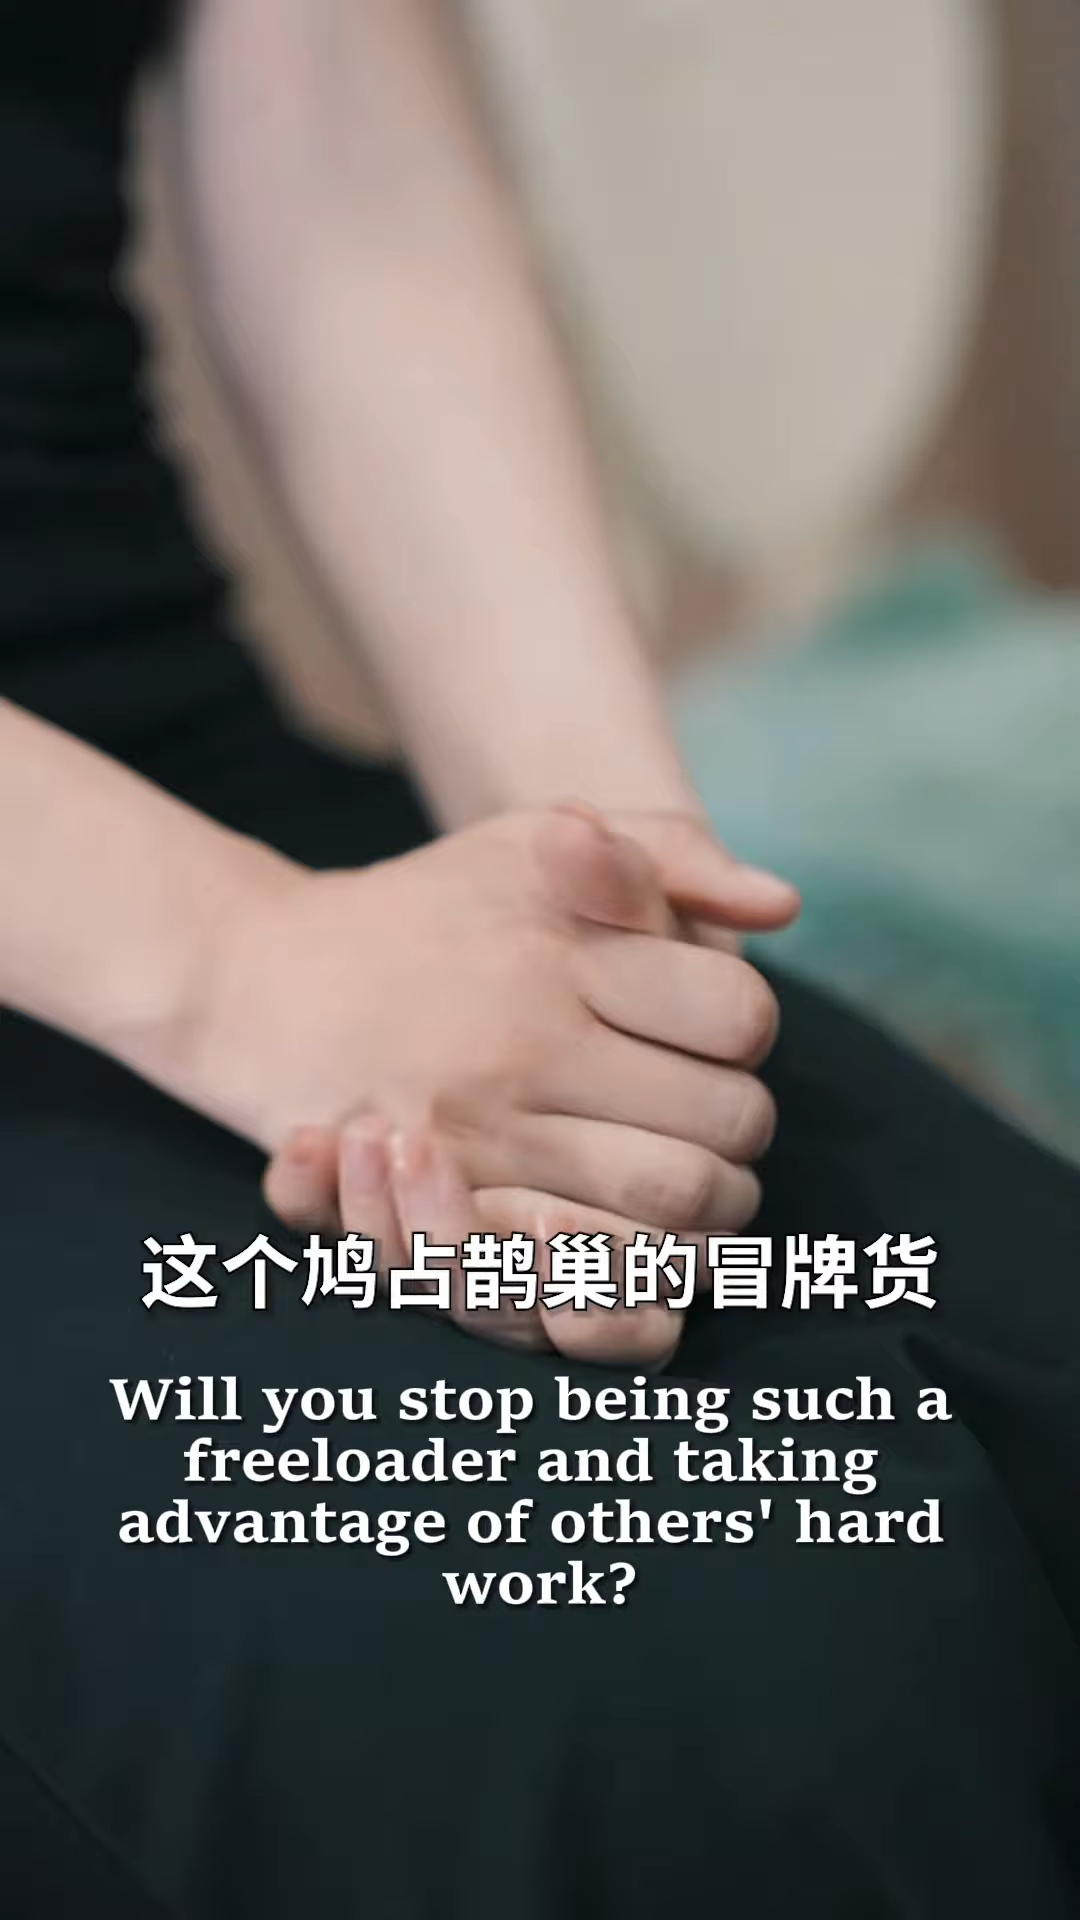 这个鸠占鹊巢的冒牌货
Will you stop being such a
freeloader and taking
advantage of others' hard
work?